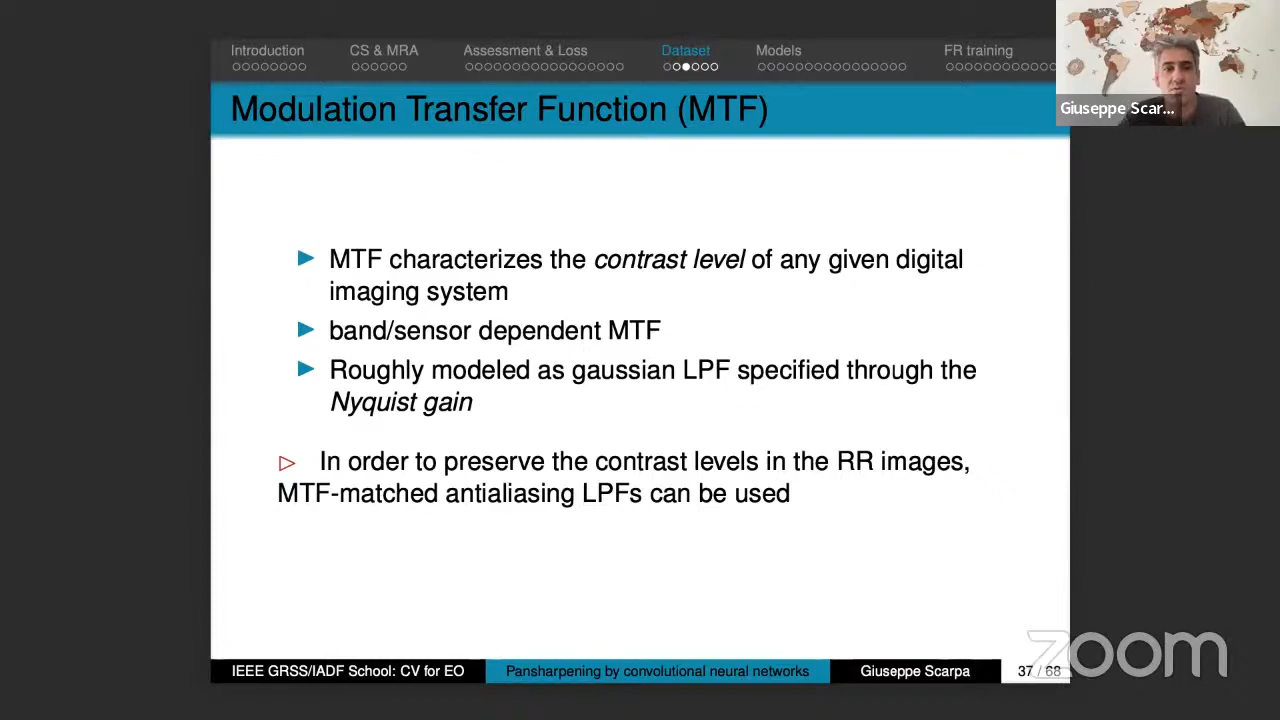 Introduction CS & MRA Assessment & Loss Dataset Models FR training
Modulation Transfer Function (MTF)
Giuseppe Scar...
MTF characterizes the contrast level of any given digital
imaging system
band/sensor dependent MTF
Roughly modeled as gaussian LPF specified through the
Nyquist gain
In order to preserve the contrast levels in the RR images,
MTF-matched antialiasing LPFs can be used
IEEE GRSS/IADF School: CV for EO Pansharpening by convolutional neural networks Giuseppe Scarpa 37 / 68
zoom